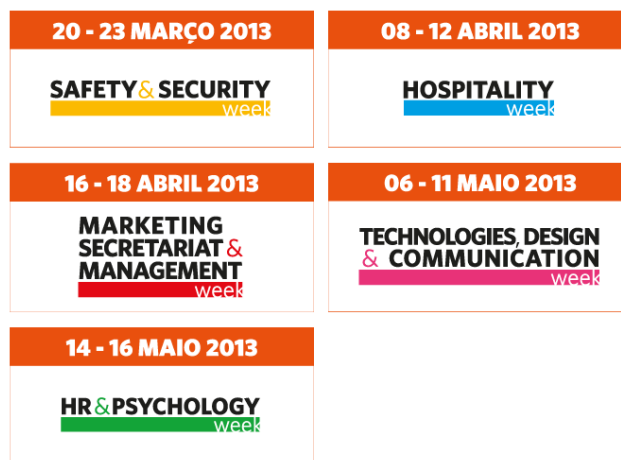 20 - 23 MARÇO 2013
SAFETY & SECURITY
week
08 - 12 ABRIL 2013
HOSPITALITY
week
16 - 18 ABRIL 2013
MARKETING
SECRETARIAT &
MANAGEMENT
week
06 - 11 MAIO 2013
TECHNOLOGIES, DESIGN
& COMMUNICATION
week
14 - 16 MAIO 2013
HR & PSYCHOLOGY
week